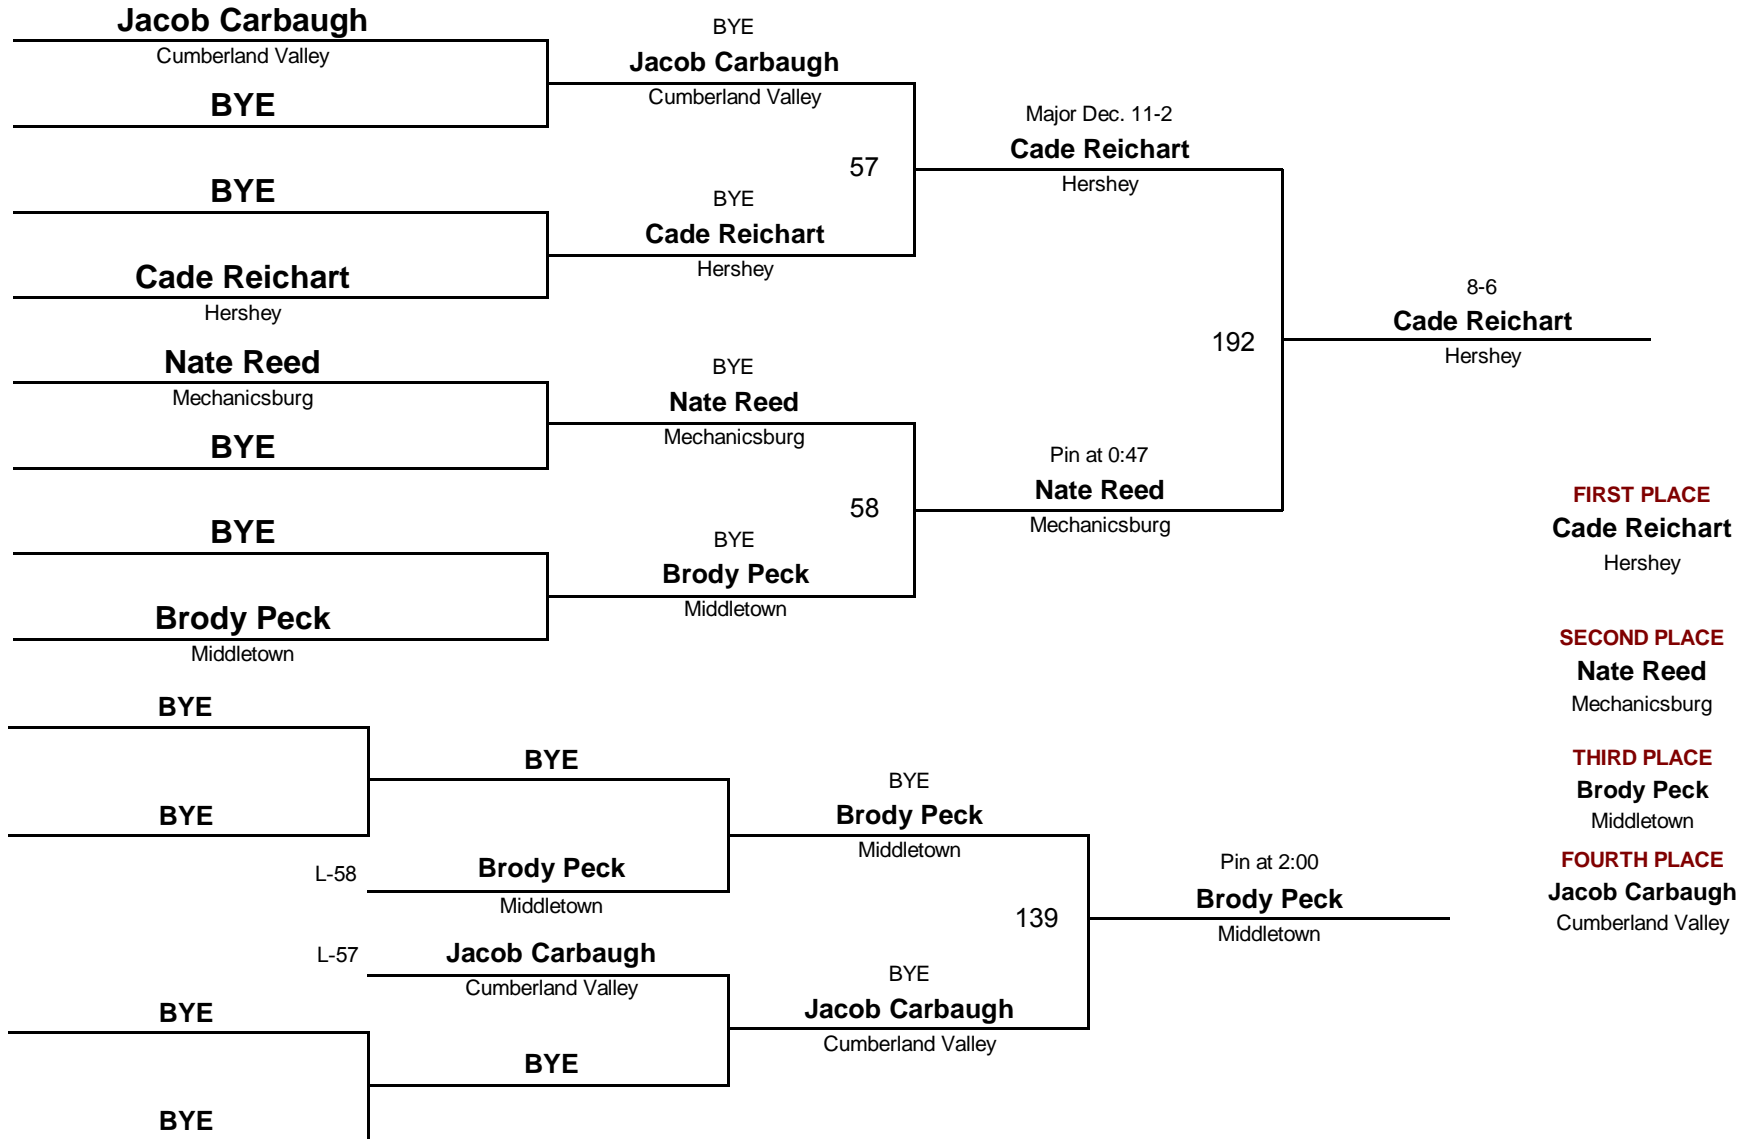 Jacob Carbaugh
Cumberland Valley
BYE
BYE
Cade Reichart
Hershey
Nate Reed
Mechanicsburg
BYE
BYE
Brody Peck
Middletown
BYE
Jacob Carbaugh
Cumberland Valley
57
BYE
Cade Reichart
Hershey
BYE
Nate Reed
Mechanicsburg
58
BYE
Brody Peck
Middletown
Major Dec. 11-2
Cade Reichart
Hershey
192
Pin at 0:47
Nate Reed
Mechanicsburg
8-6
Cade Reichart
Hershey
FIRST PLACE
Cade Reichart
Hershey
SECOND PLACE
Nate Reed
Mechanicsburg
THIRD PLACE
Brody Peck
Middletown
FOURTH PLACE
Jacob Carbaugh
Cumberland Valley
BYE
BYE
BYE
L-58
Brody Peck
Middletown
L-57
Jacob Carbaugh
Cumberland Valley
BYE
BYE
BYE
BYE
Brody Peck
Middletown
139
BYE
Jacob Carbaugh
Cumberland Valley
Pin at 2:00
Brody Peck
Middletown